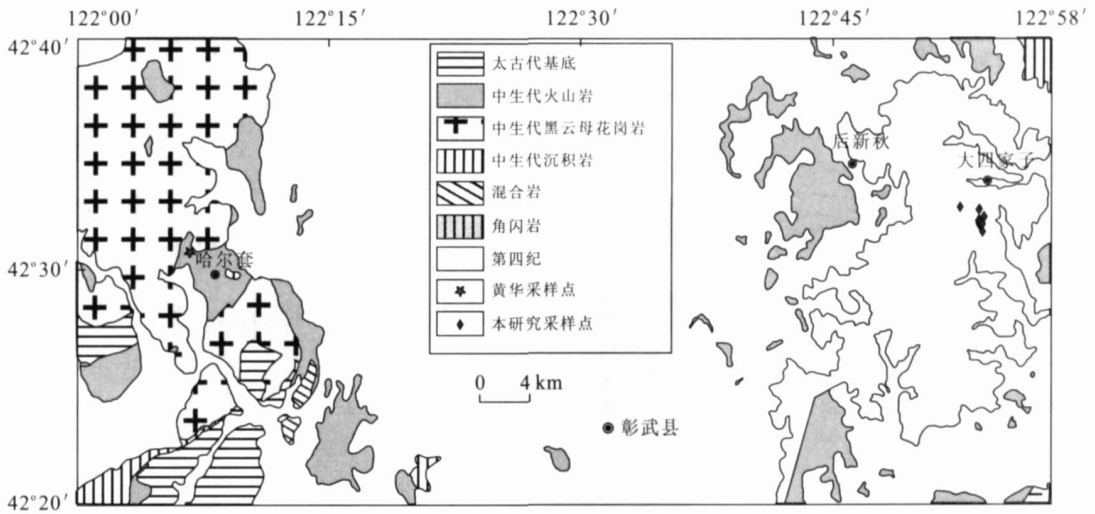 122°00′ 122°15′ 122°30′ 122°45′ 122°58′
42°40′
太古代基底
中生代火山岩
中生代黑云母花岗岩
中生代沉积岩
混合岩
角闪岩
第四纪
黄华采样点
本研究采样点
后新秋
大四家子
42°30′
哈尔套
0 4 km
彰武县
42°20′